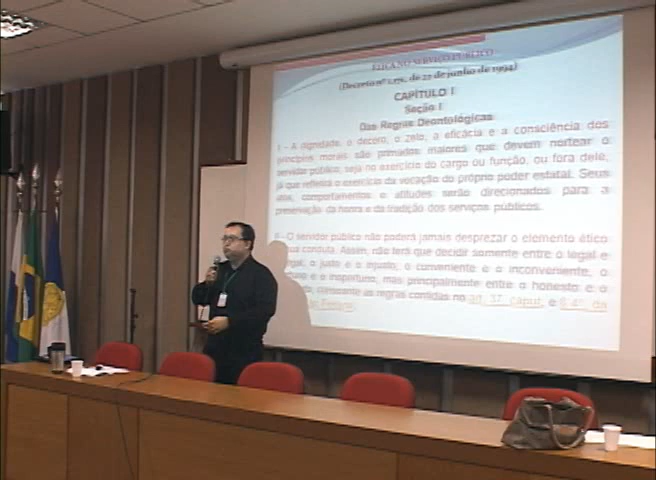 ÉTICA NO SERVIÇO PÚBLICO
(Decreto nº 1.171, de 22 de junho de 1994)
CAPÍTULO I
Seção I
Das Regras Deontológicas
I - A dignidade, o decoro, o zelo, a eficácia e a consciência dos
princípios morais são primados maiores que devem nortear o
servidor público, seja no exercício do cargo ou função, ou fora dele,
já que refletirá o exercício da vocação do próprio poder estatal. Seus
atos, comportamentos e atitudes serão direcionados para a
preservação da honra e da tradição dos serviços públicos.
II - O servidor público não poderá jamais desprezar o elemento ético
sua conduta. Assim, não terá que decidir somente entre o legal e
ilegal, o justo e o injusto, o conveniente e o inconveniente, o
e o inoportuno, mas principalmente entre o honesto e o
consoante as regras contidas no art. 37, caput, e § 4º, da
Federal.